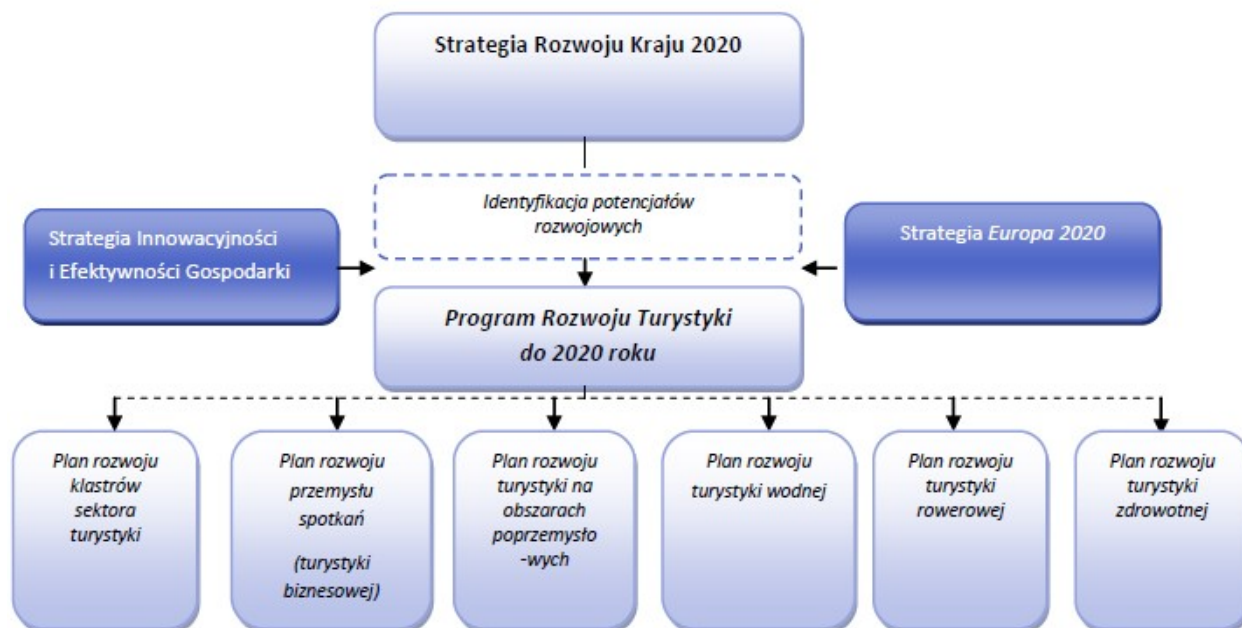 Strategia Rozwoju Kraju 2020
Identyfikacja potencjałów
rozwojowych
Strategia Innowacyjności
i Efektywności Gospodarki
Strategia Europa 2020
Program Rozwoju Turystyki
do 2020 roku
Plan rozwoju
klastrów
sektora
turystyki
Plan rozwoju
przemysłu
spotkań
(turystyki
biznesowej)
Plan rozwoju
turystyki na
obszarach
poprzemysło
-wych
Plan rozwoju
turystyki wodnej
Plan rozwoju
turystyki
rowerowej
Plan rozwoju
turystyki
zdrowotnej